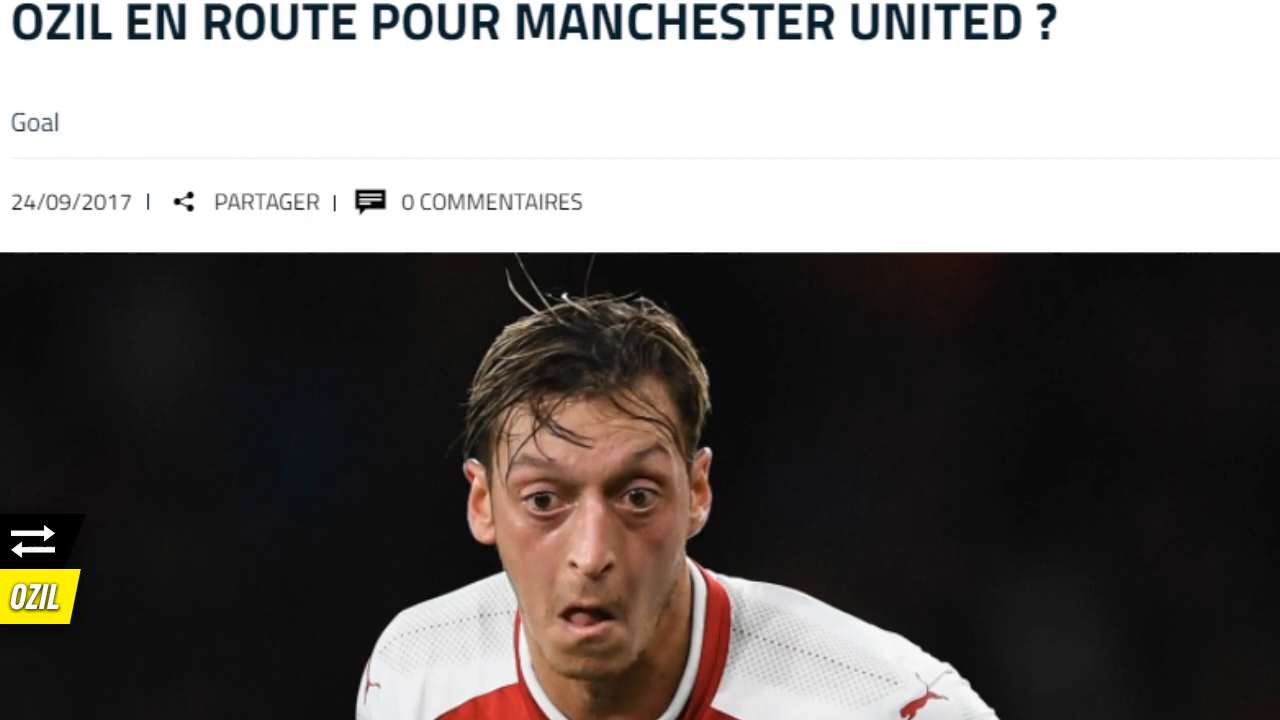 OZIL EN ROUTE POUR MANCHESTER UNITED ?
Goal
24/09/2017 | PARTAGER | 0 COMMENTAIRES
OZIL